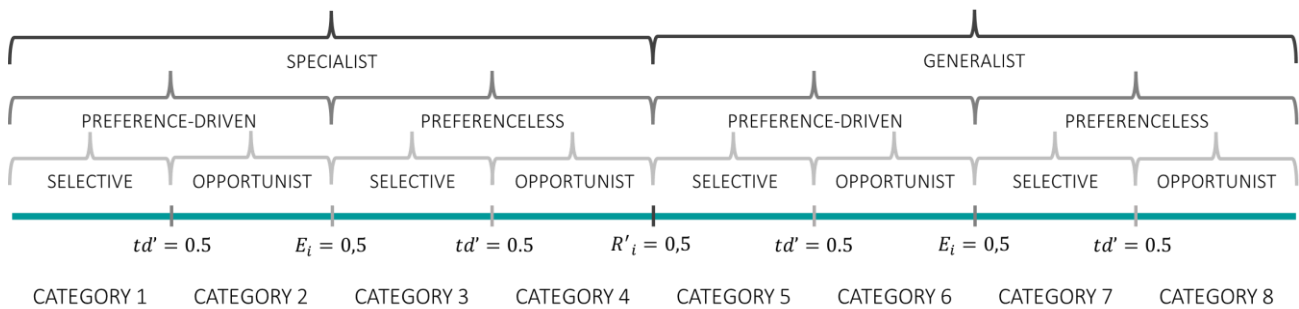 SPECIALIST GENERALIST
PREFERENCE-DRIVEN PREFERENCELESS PREFERENCE-DRIVEN PREFERENCELESS
SELECTIVE OPPORTUNIST SELECTIVE OPPORTUNIST SELECTIVE OPPORTUNIST SELECTIVE OPPORTUNIST
td' = 0.5 E_i = 0,5 td' = 0.5 R'_i = 0,5 td' = 0.5 E_i = 0,5 td' = 0.5
CATEGORY 1 CATEGORY 2 CATEGORY 3 CATEGORY 4 CATEGORY 5 CATEGORY 6 CATEGORY 7 CATEGORY 8